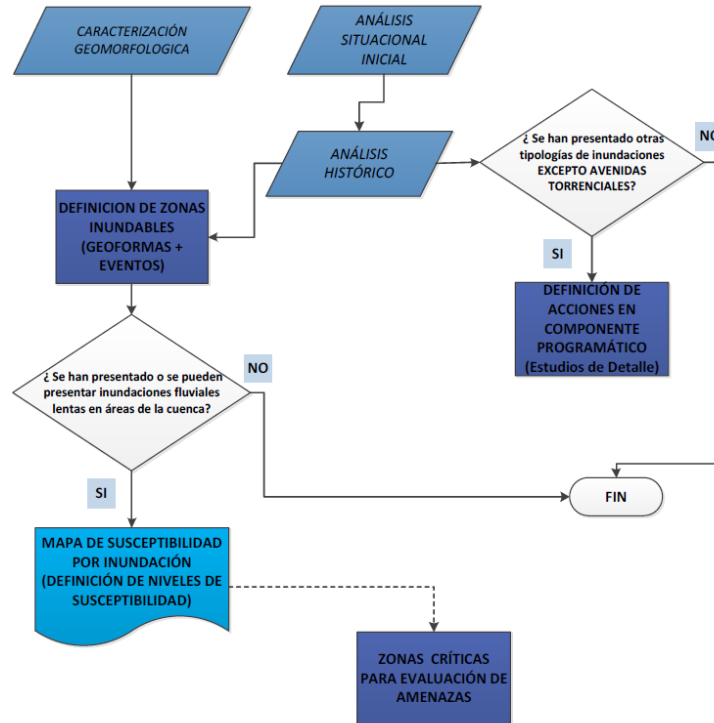 CARACTERIZACIÓN
GEOMORFOLOGICA
ANÁLISIS
SITUACIONAL
INICIAL
ANÁLISIS
HISTÓRICO
¿ Se han presentado otras
tipologías de inundaciones
EXCEPTO AVENIDAS
TORRENCIALES?
NO
DEFINICION DE ZONAS
INUNDABLES
(GEOFORMAS +
EVENTOS)
SI
DEFINICIÓN DE
ACCIONES EN
COMPONENTE
PROGRAMÁTICO
(Estudios de Detalle)
¿ Se han presentado o se pueden
presentar inundaciones fluviales
lentas en áreas de la cuenca?
NO
SI
FIN
MAPA DE SUSCEPTIBILIDAD
POR INUNDACIÓN
(DEFINICIÓN DE NIVELES DE
SUSCEPTIBILIDAD)
ZONAS CRÍTICAS
PARA EVALUACIÓN DE
AMENAZAS